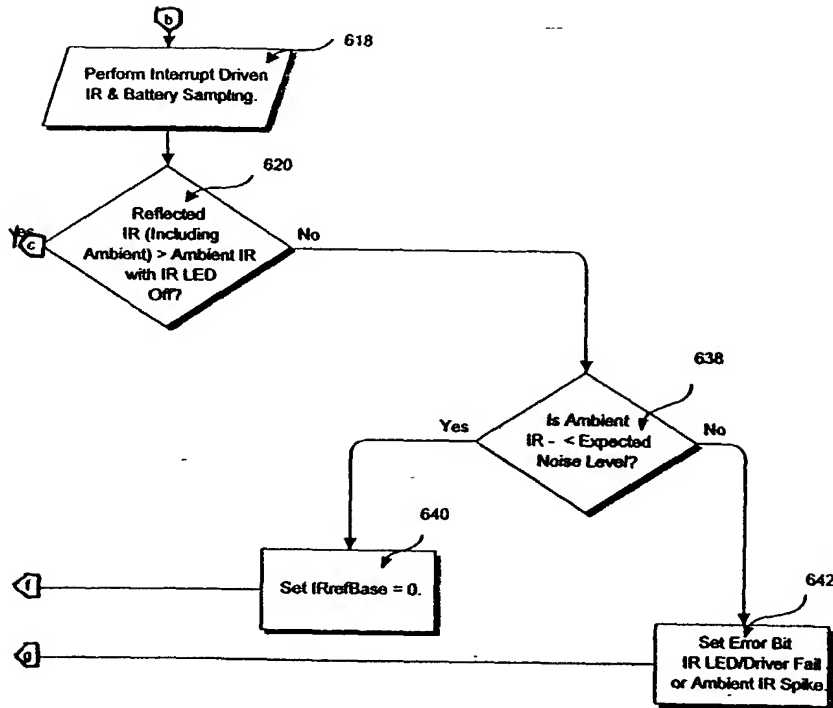 b
618
Perform Interrupt Driven
IR & Battery Sampling.
620
Reflected
IR (Including
Ambient) > Ambient IR
with IR LED
Off?
Yes
c
No
638
Is Ambient
IR - < Expected
Noise Level?
Yes
No
640
Set IRrefBase = 0.
f
642
Set Error Bit
IR LED/Driver Fail
or Ambient IR Spike.
g